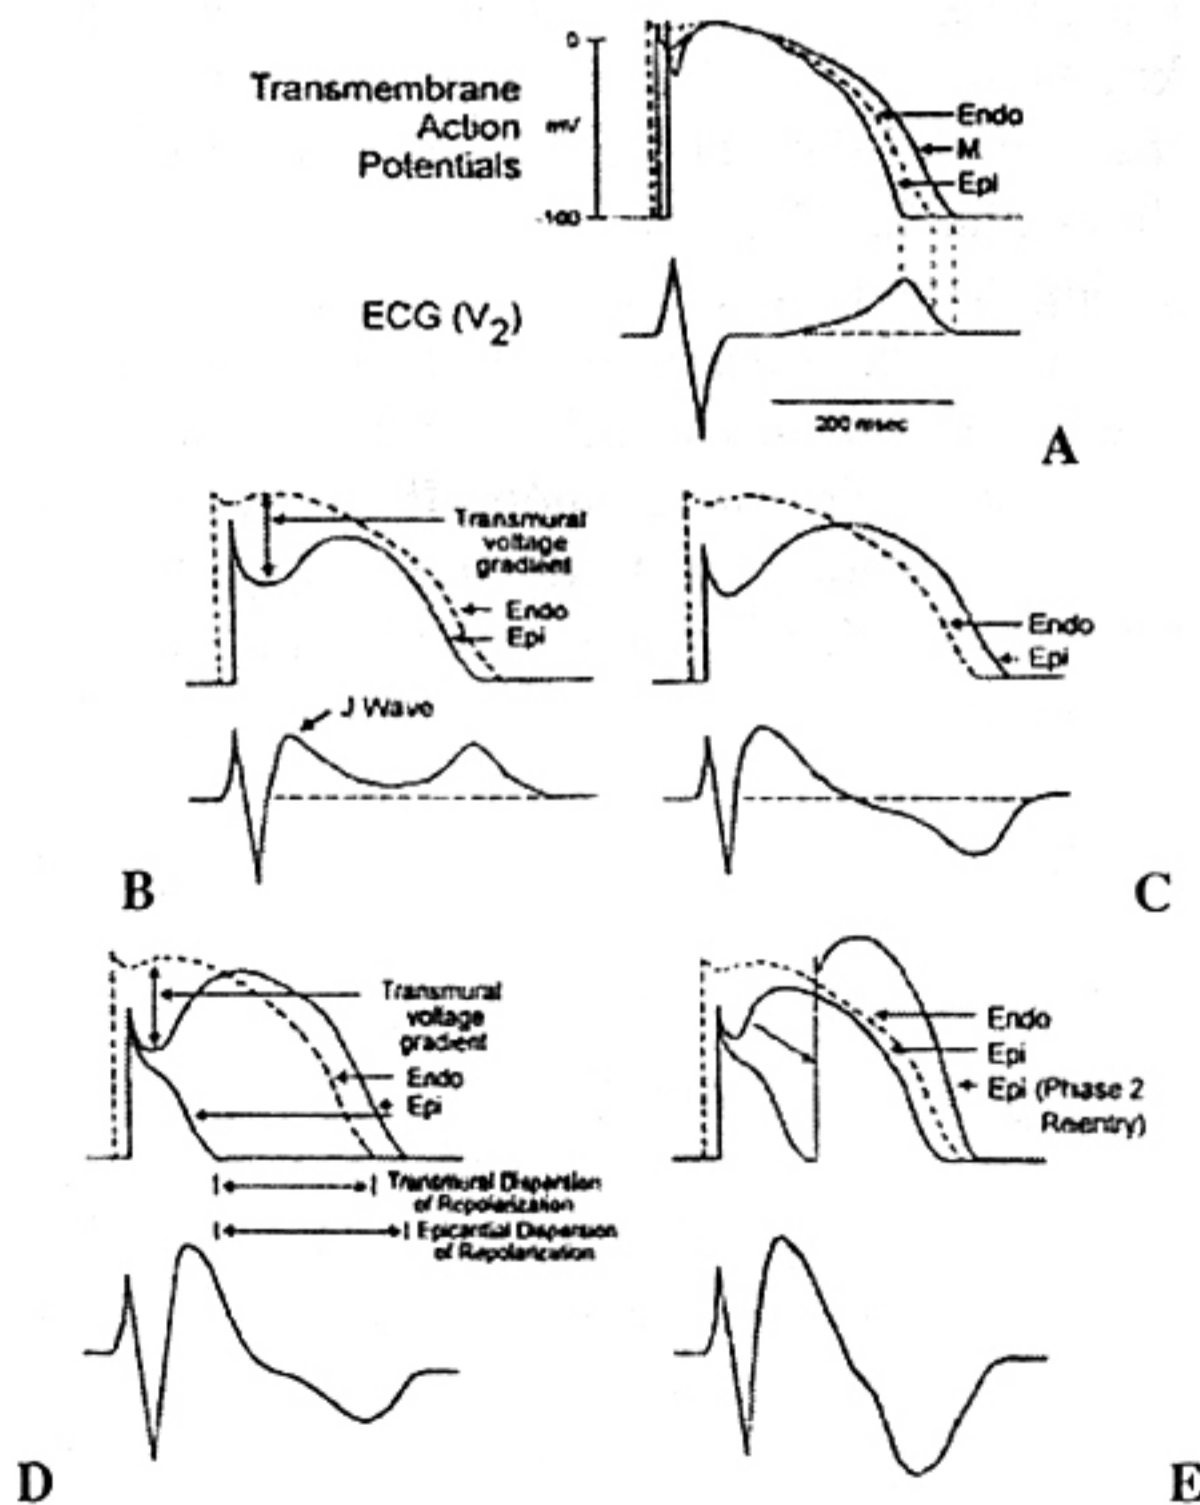 0
Transmembrane
Action
Potentials
mV
-100
Endo
M
Epi
ECG (V2)
200 msec
A
Transmural
voltage
gradient
Endo
Epi
J Wave
B
Endo
Epi
C
Transmural
voltage
gradient
Endo
Epi
Transmural Dispersion
of Repolarization
Epicardial Dispersion
of Repolarization
D
Endo
Epi
Epi (Phase 2
Reentry)
E